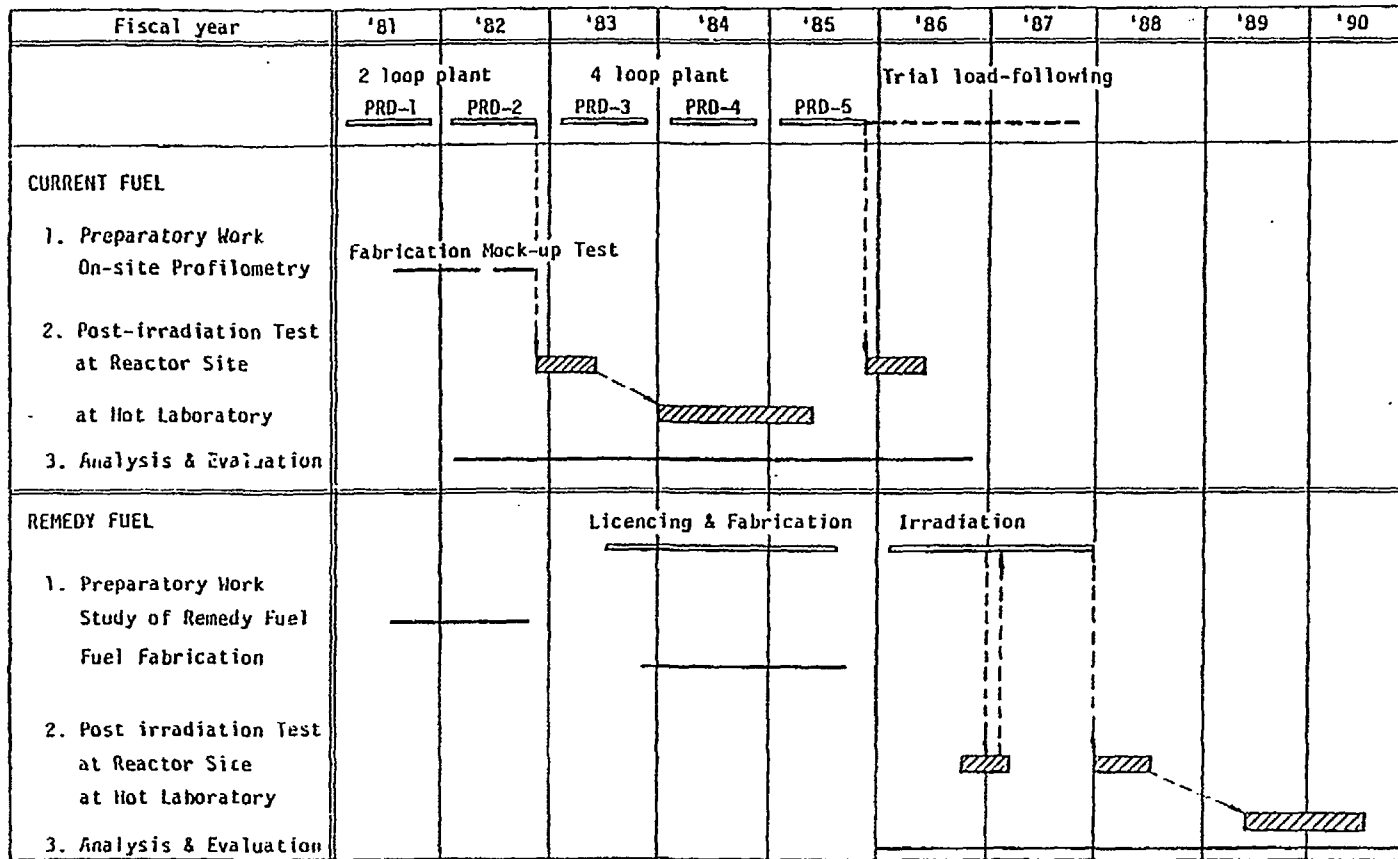 Fiscal year '81 '82 '83 '84 '85 '86 '87 '88 '89 '90
2 loop plant 4 loop plant Trial load-following
PRD-1 PRD-2 PRD-3 PRD-4 PRD-5
CURRENT FUEL
1. Preparatory Work
Fabrication Mock-up Test
On-site Profilometry
2. Post-irradiation Test
at Reactor Site
at Hot Laboratory
3. Analysis & Evaluation
REMEDY FUEL Licencing & Fabrication Irradiation
1. Preparatory Work
Study of Remedy Fuel
Fuel Fabrication
2. Post irradiation Test
at Reactor Site
at Hot Laboratory
3. Analysis & Evaluation